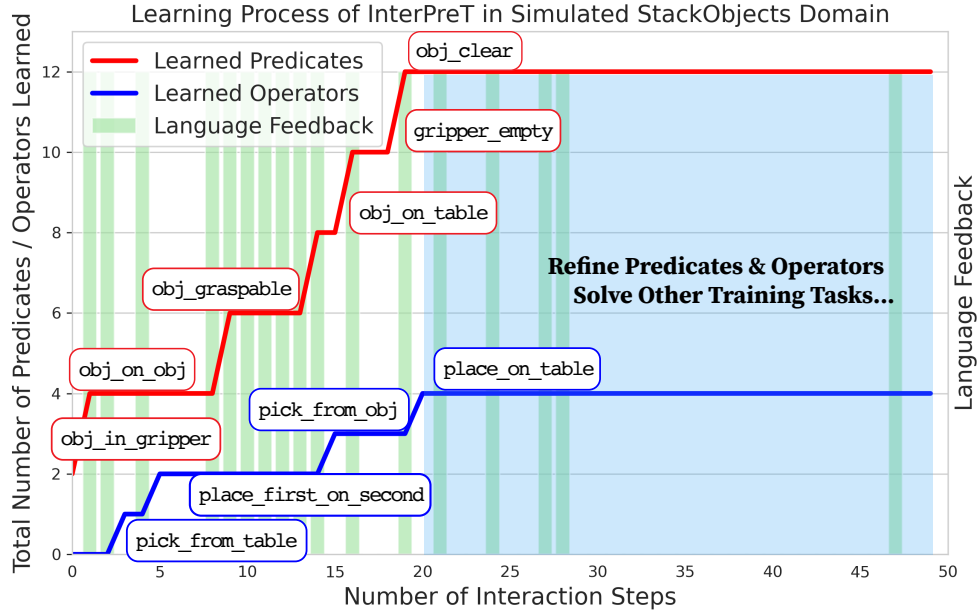 Learning Process of InterPreT in Simulated StackObjects Domain
Total Number of Predicates / Operators Learned
12
10
8
6
4
2
0
Learned Predicates
Learned Operators
Language Feedback
obj_clear
gripper_empty
obj_on_table
obj_graspable
obj_on_obj
obj_in_gripper
Refine Predicates & Operators
Solve Other Training Tasks...
place_on_table
pick_from_obj
place_first_on_second
pick_from_table
0 5 10 15 20 25 30 35 40 45 50
Number of Interaction Steps
Language Feedback